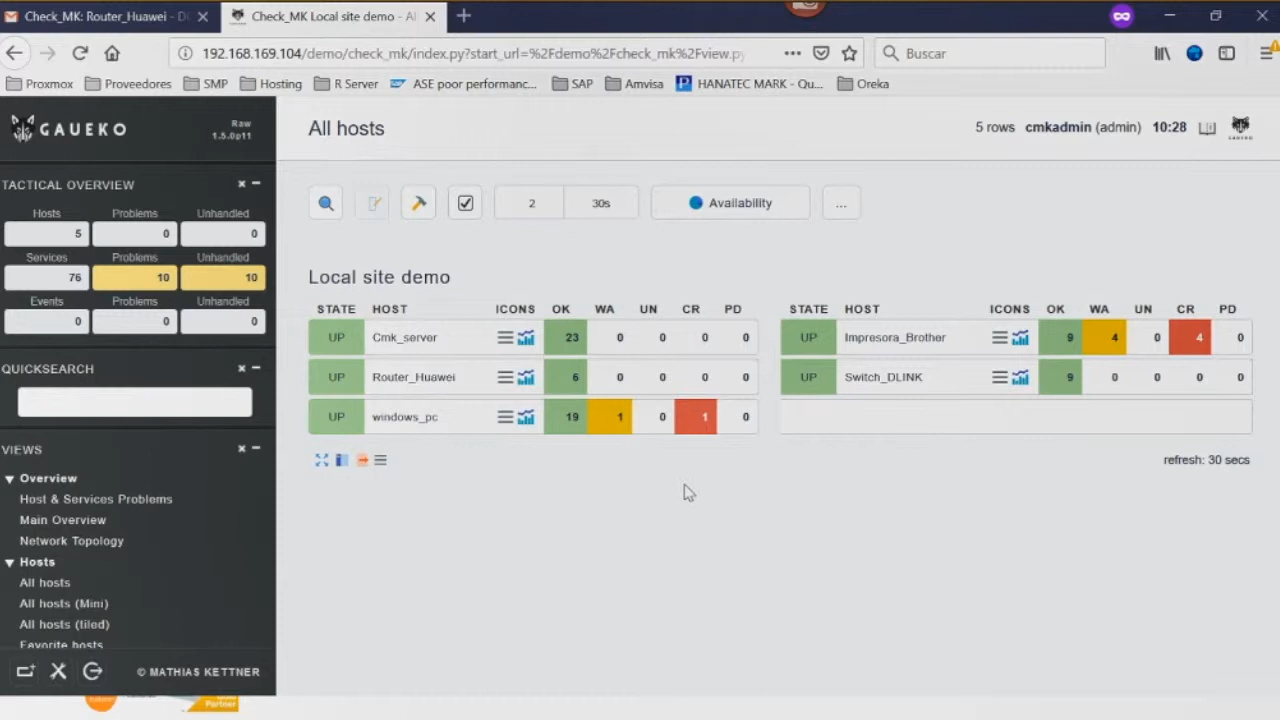 Check_MK: Router_Huawei - Do
Check_MK Local site demo - Al
192.168.169.104/demo/check_mk/index.py?start_url=%2Fdemo%2Fcheck_mk%2Fview.py
Buscar
Proxmox Proveedores SMP Hosting R Server ASE poor performanc... SAP Amvisa HANATEC MARK - Qu... Oreka
GAUEKO
Raw
1.5.0p11
All hosts
5 rows cmkadmin (admin) 10:28
GAUEKO
TACTICAL OVERVIEW
Hosts Problems Unhandled
5 0 0
Services Problems Unhandled
76 10 10
Events Problems Unhandled
0 0 0
QUICKSEARCH
VIEWS
Overview
Host & Services Problems
Main Overview
Network Topology
Hosts
All hosts
All hosts (Mini)
All hosts (tiled)
Favorite hosts
© MATHIAS KETTNER
2 30s Availability ...
Local site demo
STATE HOST ICONS OK WA UN CR PD STATE HOST ICONS OK WA UN CR PD
UP Cmk_server 23 0 0 0 0 UP Impresora_Brother 9 4 0 4 0
UP Router_Huawei 6 0 0 0 0 UP Switch_DLINK 9 0 0 0 0
UP windows_pc 19 1 0 1 0
refresh: 30 secs
Partner